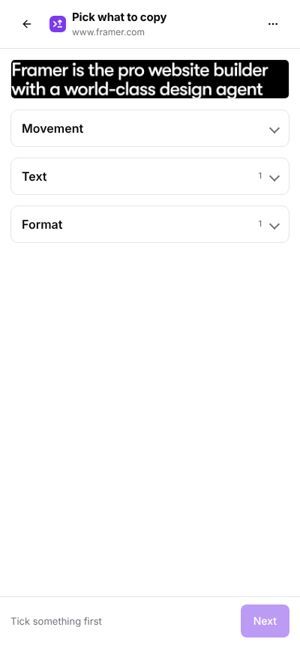 Pick what to copy
www.framer.com
Framer is the pro website builder
with a world-class design agent
Movement
Text 1
Format 1
Tick something first
Next